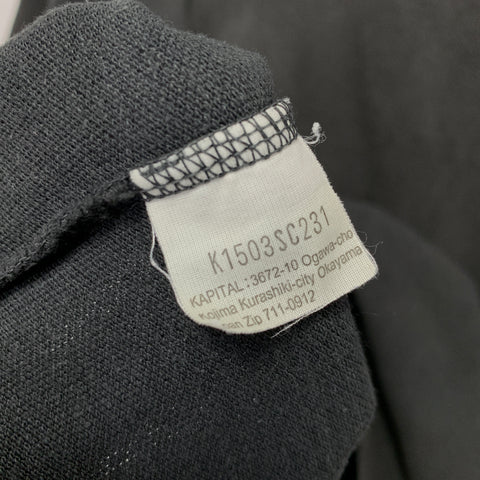 K1503SC231
KAPITAL:3672-10 Ogawa-cho
Kojima Kurashiki-city Okayama
Zip 711-0912